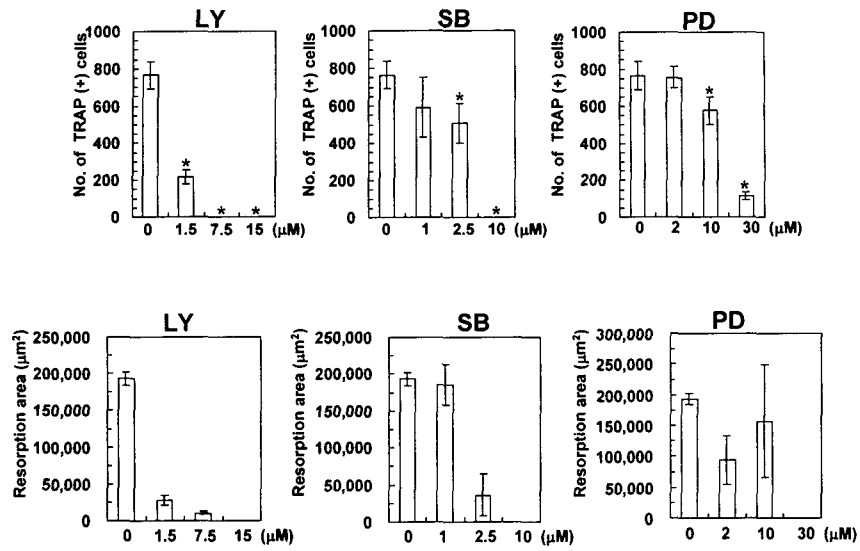 LY
No. of TRAP (+) cells
1000
800
600
400
200
0
*
*
*
0 1.5 7.5 15 (μM)
SB
No. of TRAP (+) cells
1000
800
600
400
200
0
*
*
0 1 2.5 10 (μM)
PD
No. of TRAP (+) cells
1000
800
600
400
200
0
*
*
0 2 10 30 (μM)
LY
Resorption area (μm²)
250,000
200,000
150,000
100,000
50,000
0
0 1.5 7.5 15 (μM)
SB
Resorption area (μm²)
250,000
200,000
150,000
100,000
50,000
0
0 1 2.5 10 (μM)
PD
Resorption area (μm²)
300,000
250,000
200,000
150,000
100,000
50,000
0
0 2 10 30 (μM)